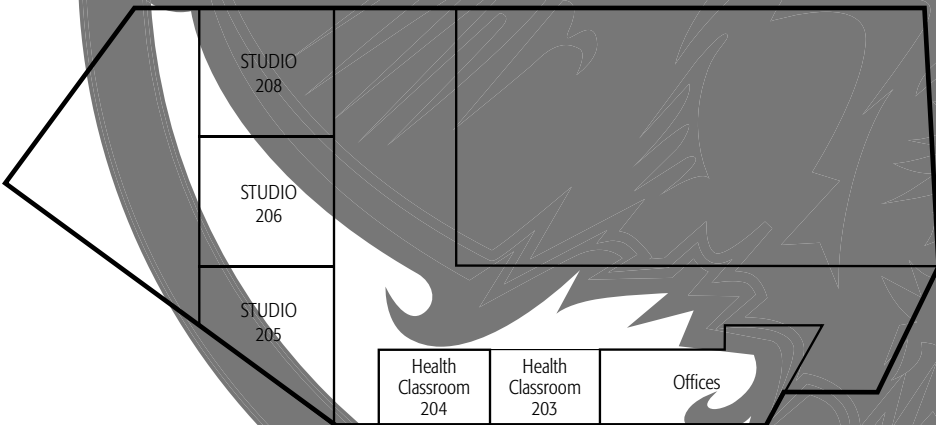 STUDIO
208
STUDIO
206
STUDIO
205
Health
Classroom
204
Health
Classroom
203
Offices